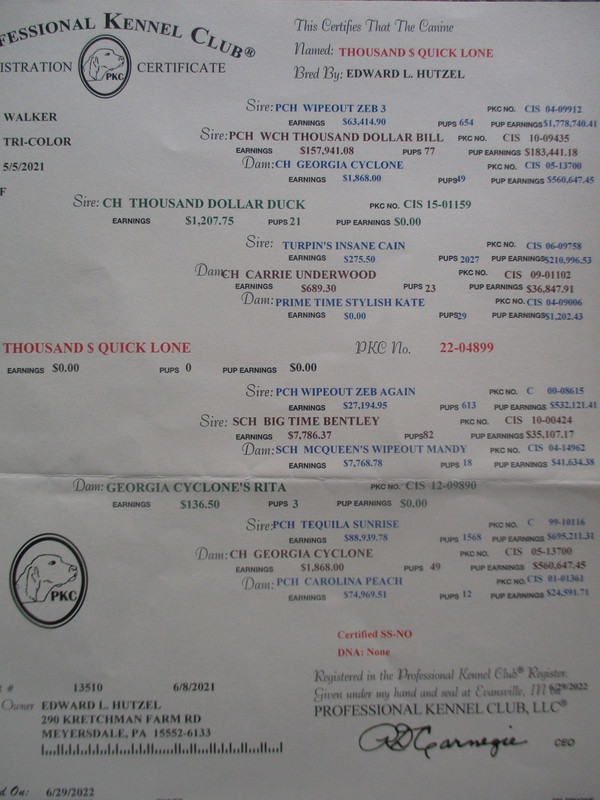 FESSIONAL KENNEL CLUB®
ISTRATION CERTIFICATE
PKC
This Certifies That The Canine
Named: THOUSAND $ QUICK LONE
Bred By: EDWARD L. HUTZEL
WALKER
TRI-COLOR
5/5/2021
F
Sire: PCH WIPEOUT ZEB 3 PKC NO. CIS 04-09912
EARNINGS $63,414.90 PUPS 654 PUP EARNINGS $1,778,740.41
Sire: PCH WCH THOUSAND DOLLAR BILL PKC NO. CIS 10-09435
EARNINGS $157,941.08 PUPS 77 PUP EARNINGS $183,441.18
Dam: CH GEORGIA CYCLONE PKC NO. CIS 05-13700
EARNINGS $1,868.00 PUPS 49 PUP EARNINGS $560,647.45
Sire: CH THOUSAND DOLLAR DUCK PKC NO. CIS 15-01159
EARNINGS $1,207.75 PUPS 21 PUP EARNINGS $0.00
Sire: TURPIN'S INSANE CAIN PKC NO. CIS 06-09758
EARNINGS $275.50 PUPS 2027 PUP EARNINGS $210,996.53
Dam: CH CARRIE UNDERWOOD PKC NO. CIS 09-01102
EARNINGS $689.30 PUPS 23 PUP EARNINGS $36,847.91
Dam: PRIME TIME STYLISH KATE PKC NO. CIS 04-09006
EARNINGS $0.00 PUPS 29 PUP EARNINGS $1,202.43
THOUSAND $ QUICK LONE PKC No. 22-04899
EARNINGS $0.00 PUPS 0 PUP EARNINGS $0.00
Sire: PCH WIPEOUT ZEB AGAIN PKC NO. C 00-08615
EARNINGS $27,194.95 PUPS 613 PUP EARNINGS $532,121.41
Sire: SCH BIG TIME BENTLEY PKC NO. CIS 10-00424
EARNINGS $7,786.37 PUPS 82 PUP EARNINGS $35,107.17
Dam: SCH MCQUEEN'S WIPEOUT MANDY PKC NO. CIS 04-14962
EARNINGS $7,768.78 PUPS 18 PUP EARNINGS $41,634.38
Dam: GEORGIA CYCLONE'S RITA PKC NO. CIS 12-09890
EARNINGS $136.50 PUPS 3 PUP EARNINGS $0.00
Sire: PCH TEQUILA SUNRISE PKC NO. C 99-10116
EARNINGS $88,939.78 PUPS 1568 PUP EARNINGS $695,211.31
Dam: CH GEORGIA CYCLONE PKC NO. CIS 05-13700
EARNINGS $1,868.00 PUPS 49 PUP EARNINGS $560,647.45
Dam: PCH CAROLINA PEACH PKC NO. CIS 01-01361
EARNINGS $74,969.51 PUPS 12 PUP EARNINGS $24,591.71
PKC
Certified SS-NO
DNA: None
# 13510 6/8/2021
Owner EDWARD L. HUTZEL
290 KRETCHMAN FARM RD
MEYERSDALE, PA 15552-6133
Registered in the Professional Kennel Club® Register.
Given under my hand and seal at Evansville, 6/29/2022
PROFESSIONAL KENNEL CLUB, LLC®
Carnegie CEO
d On: 6/29/2022